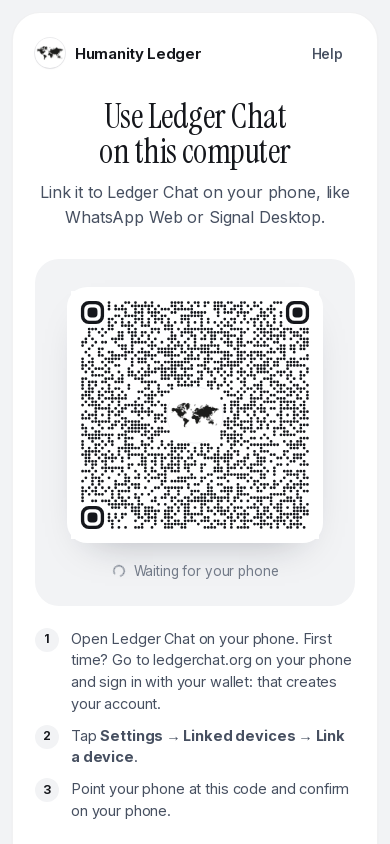 Humanity Ledger
Help
Use Ledger Chat
on this computer
Link it to Ledger Chat on your phone, like
WhatsApp Web or Signal Desktop.
Waiting for your phone
1
Open Ledger Chat on your phone. First
time? Go to ledgerchat.org on your phone
and sign in with your wallet: that creates
your account.
2
Tap Settings → Linked devices → Link
a device.
3
Point your phone at this code and confirm
on your phone.